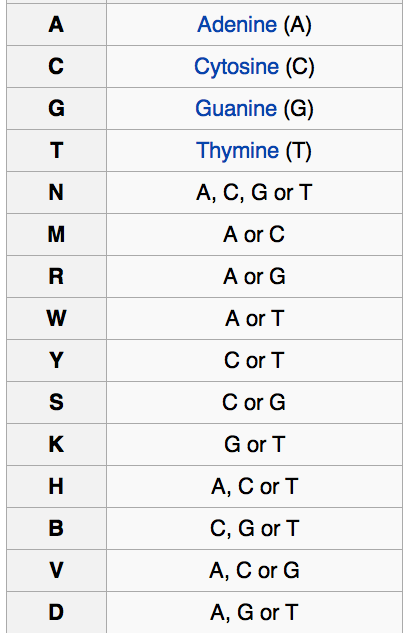 A Adenine (A)
C Cytosine (C)
G Guanine (G)
T Thymine (T)
N A, C, G or T
M A or C
R A or G
W A or T
Y C or T
S C or G
K G or T
H A, C or T
B C, G or T
V A, C or G
D A, G or T